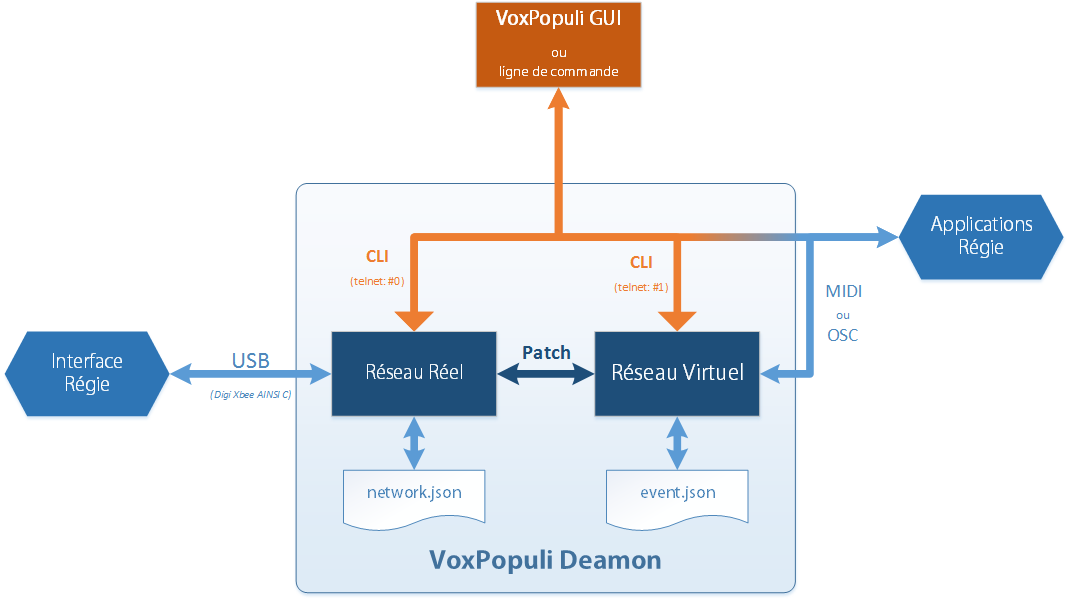 VoxPopuli GUI
ou
ligne de commande
CLI
(telnet: #0)
CLI
(telnet: #1)
Applications
Régie
MIDI
ou
OSC
Interface
Régie
USB
(Digi Xbee AINSI C)
Réseau Réel
Patch
Réseau Virtuel
network.json
event.json
VoxPopuli Deamon